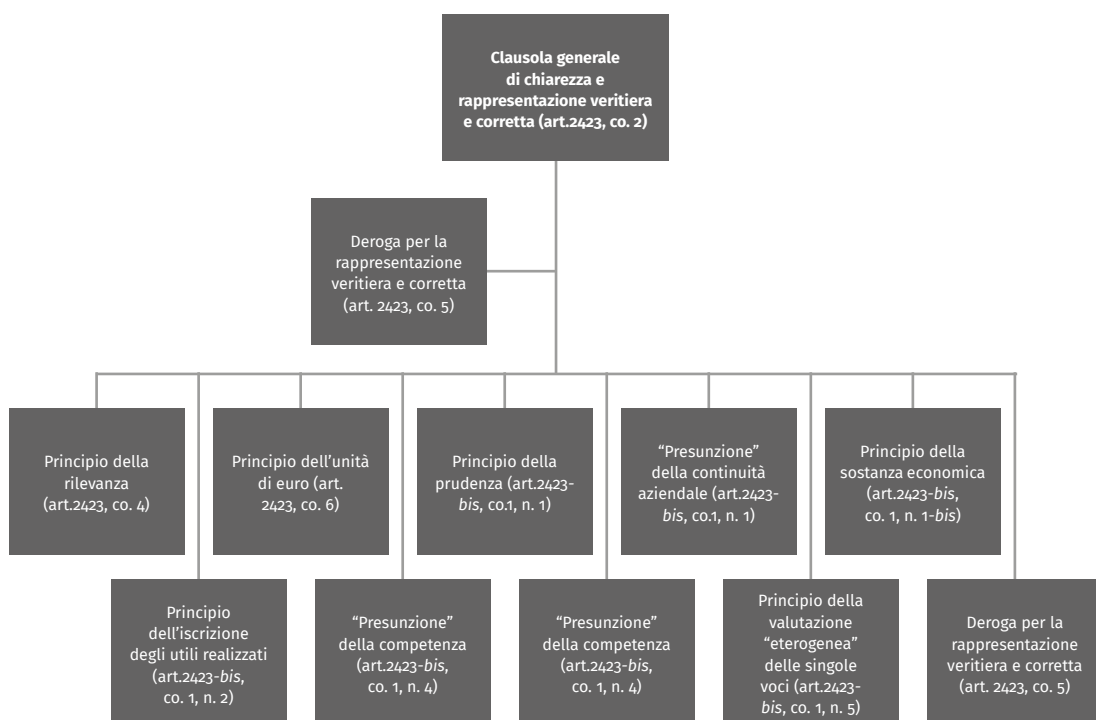 Clausola generale
di chiarezza e
rappresentazione veritiera
e corretta (art.2423, co. 2)
Deroga per la
rappresentazione
veritiera e corretta
(art. 2423, co. 5)
Principio della
rilevanza
(art.2423, co. 4)
Principio dell’unità
di euro (art.
2423, co. 6)
Principio della
prudenza (art.2423-
bis, co.1, n. 1)
“Presunzione”
della continuità
aziendale (art.2423-
bis, co.1, n. 1)
Principio della
sostanza economica
(art.2423-bis,
co. 1, n. 1-bis)
Principio
dell’iscrizione
degli utili realizzati
(art.2423-bis,
co. 1, n. 2)
“Presunzione”
della competenza
(art.2423-bis,
co. 1, n. 4)
“Presunzione”
della competenza
(art.2423-bis,
co. 1, n. 4)
Principio della
valutazione
“eterogenea”
delle singole
voci (art.2423-
bis, co. 1, n. 5)
Deroga per la
rappresentazione
veritiera e corretta
(art. 2423, co. 5)